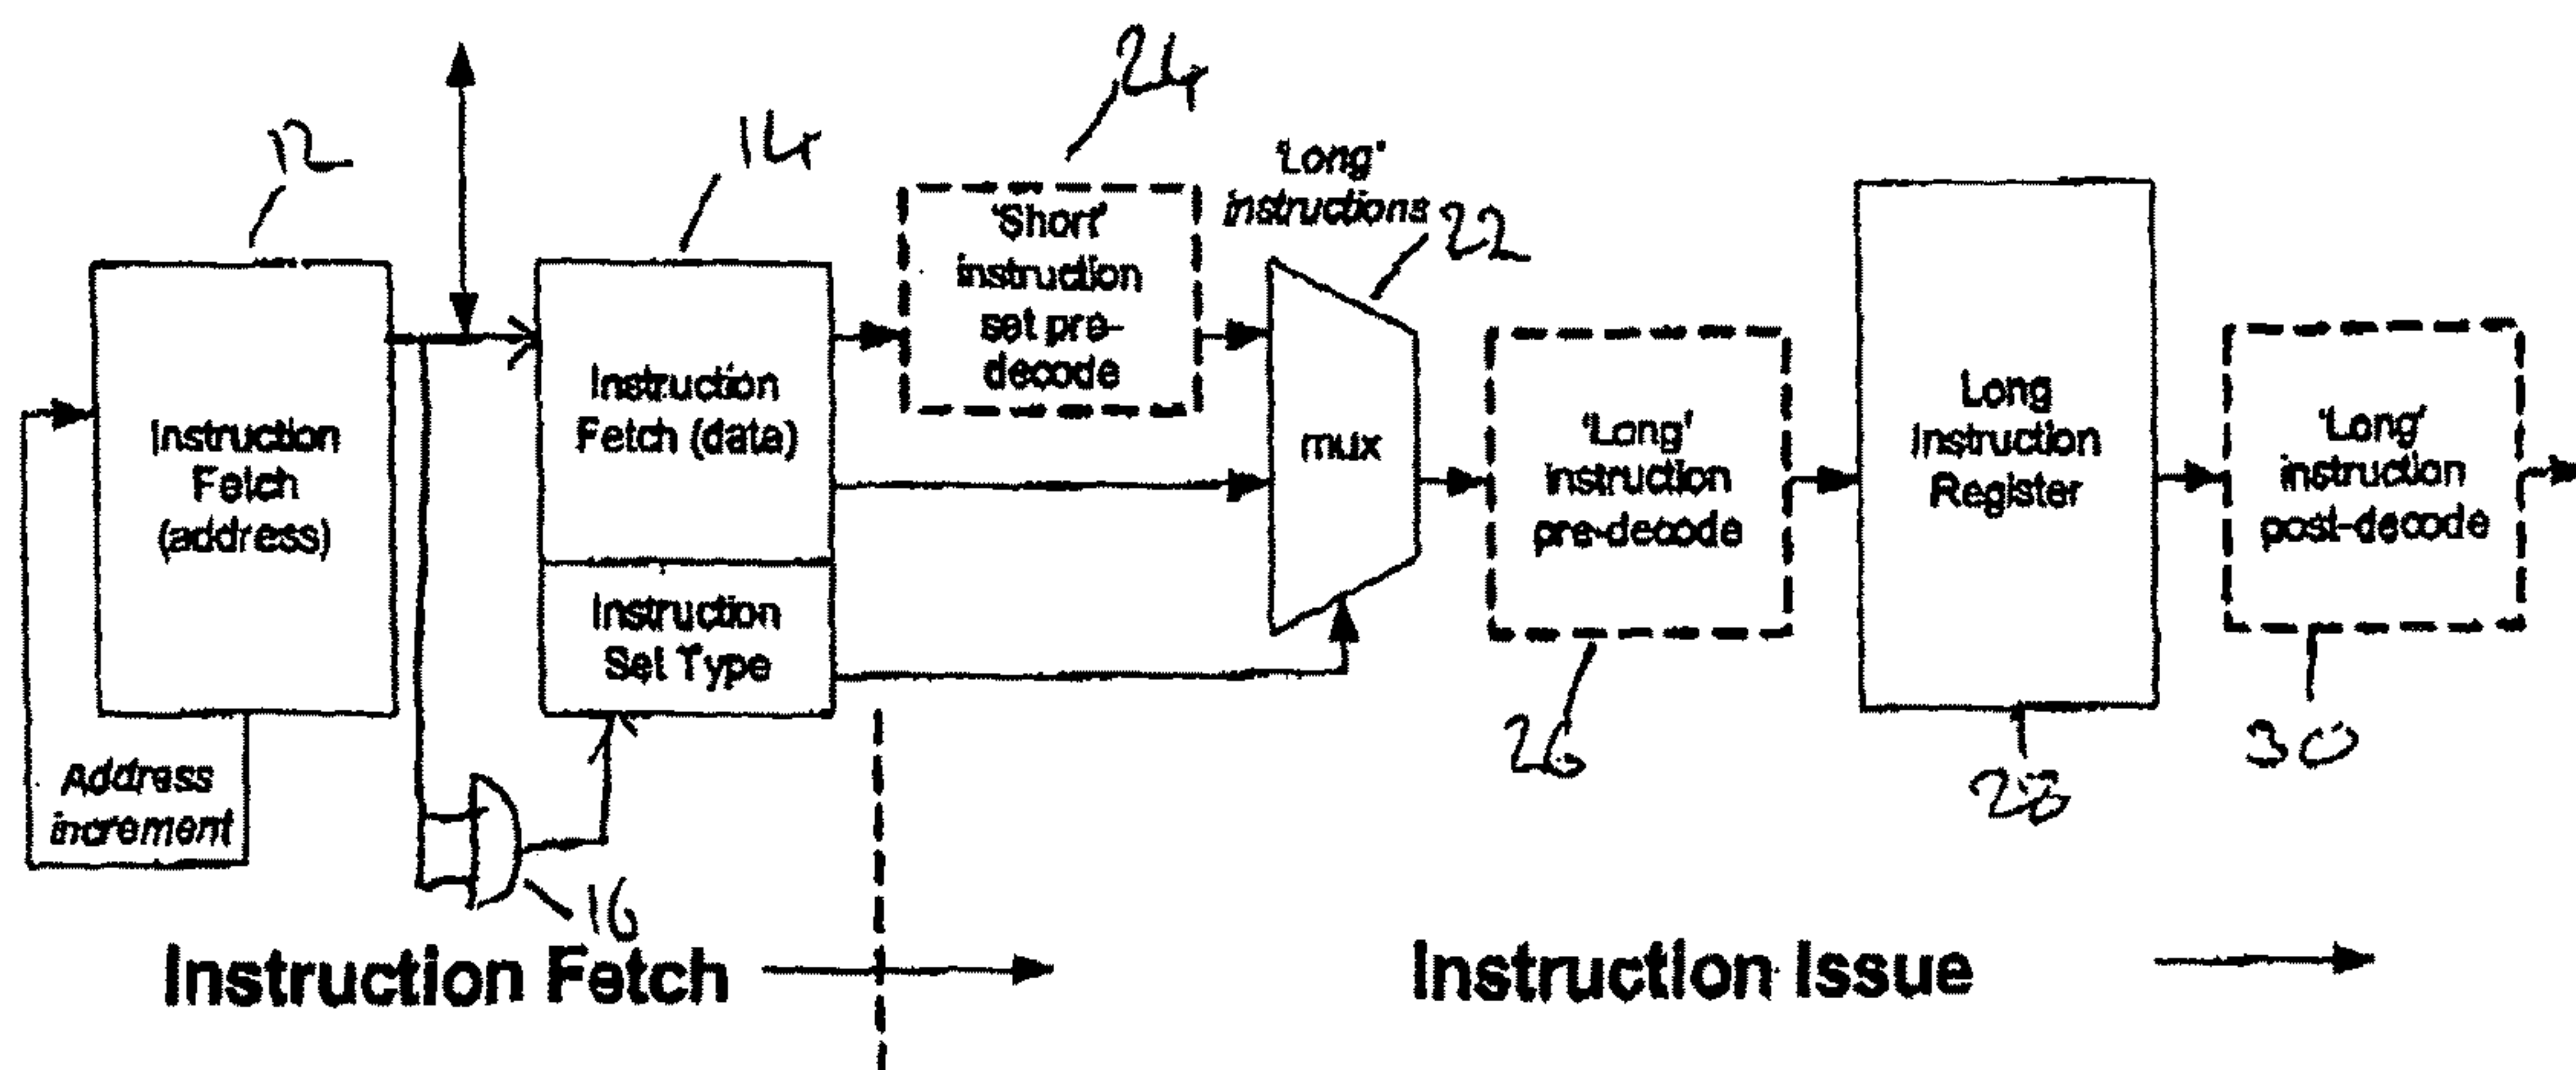 24
12
14
'Long'
instructions
22
'Short'
instruction
set pre-
decode
Instruction
Fetch
(address)
Instruction
Fetch (data)
mux
'Long'
instruction
pre-decode
Long
Instruction
Register
'Long'
instruction
post-decode
Instruction
Set Type
Address
increment
16
26
28
30
Instruction Fetch
Instruction Issue